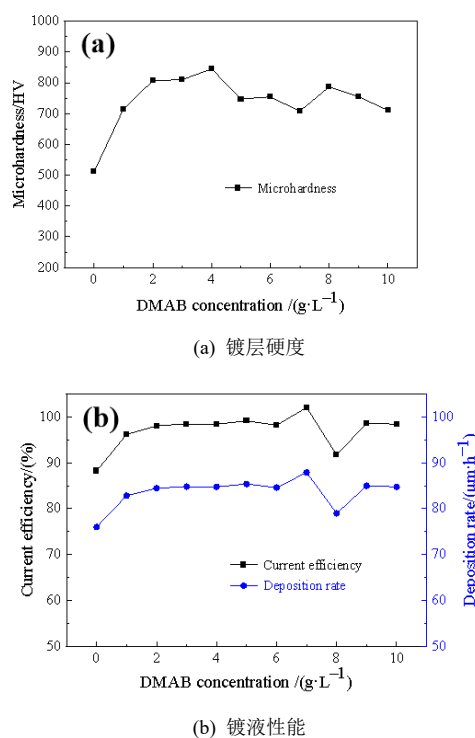 (a)
1000
900
800
700
600
500
400
300
200
Microhardness/HV
Microhardness
0 2 4 6 8 10
DMAB concentration /(g·L⁻¹)
(a) 镀层硬度
(b)
100
90
80
70
60
50
Current efficiency/(%)
Current efficiency
Deposition rate
100
90
80
70
60
50
Deposition rate/(um·h⁻¹)
0 2 4 6 8 10
DMAB concentration /(g·L⁻¹)
(b) 镀液性能